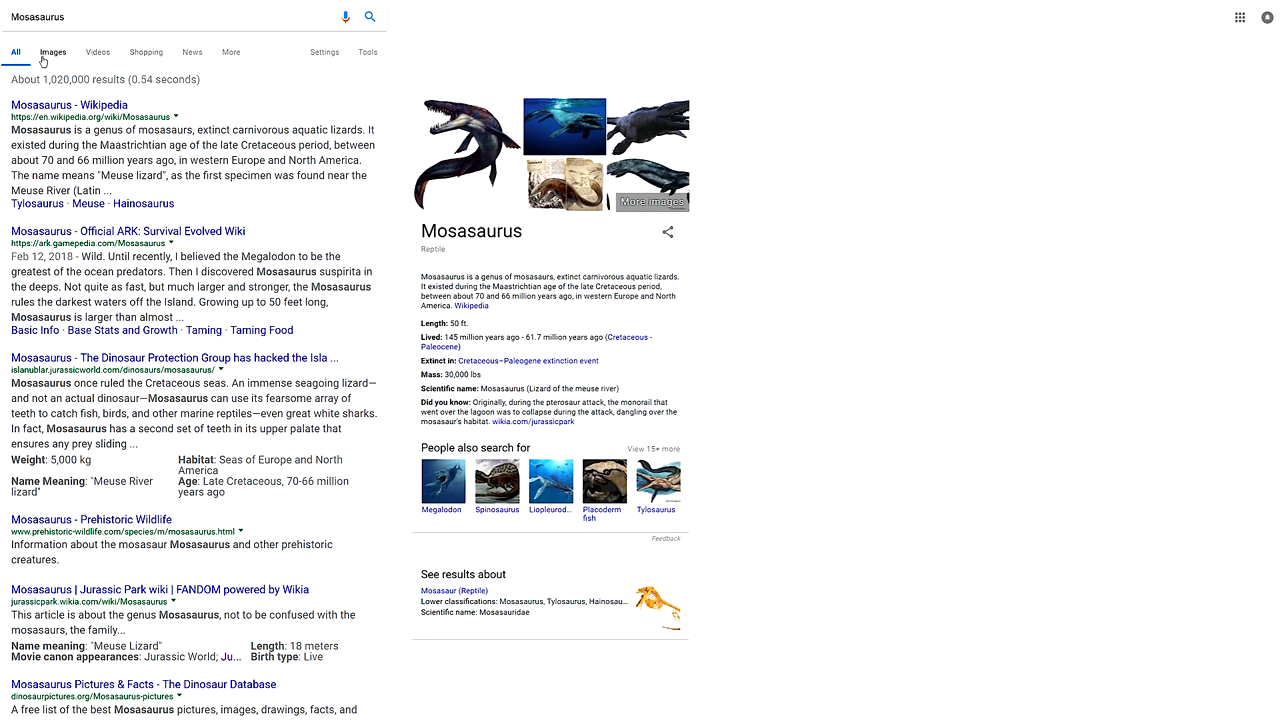 Mosasaurus
All Images Videos Shopping News More Settings Tools
About 1,020,000 results (0.54 seconds)
Mosasaurus - Wikipedia
https://en.wikipedia.org/wiki/Mosasaurus
Mosasaurus is a genus of mosasaurs, extinct carnivorous aquatic lizards. It
existed during the Maastrichtian age of the late Cretaceous period, between
about 70 and 66 million years ago, in western Europe and North America.
The name means "Meuse lizard", as the first specimen was found near the
Meuse River (Latin ...
Tylosaurus · Meuse · Hainosaurus
Mosasaurus - Official ARK: Survival Evolved Wiki
https://ark.gamepedia.com/Mosasaurus
Feb 12, 2018 - Wild. Until recently, I believed the Megalodon to be the
greatest of the ocean predators. Then I discovered Mosasaurus suspirita in
the deeps. Not quite as fast, but much larger and stronger, the Mosasaurus
rules the darkest waters off the Island. Growing up to 50 feet long,
Mosasaurus is larger than almost ...
Basic Info · Base Stats and Growth · Taming · Taming Food
Mosasaurus - The Dinosaur Protection Group has hacked the Isla ...
islanublar.jurassicworld.com/dinosaurs/mosasaurus/
Mosasaurus once ruled the Cretaceous seas. An immense seagoing lizard—
and not an actual dinosaur—Mosasaurus can use its fearsome array of
teeth to catch fish, birds, and other marine reptiles—even great white sharks.
In fact, Mosasaurus has a second set of teeth in its upper palate that
ensures any prey sliding ...
Weight: 5,000 kg
Habitat: Seas of Europe and North
America
Name Meaning: "Meuse River
lizard"
Age: Late Cretaceous, 70-66 million
years ago
Mosasaurus - Prehistoric Wildlife
www.prehistoric-wildlife.com/species/m/mosasaurus.html
Information about the mosasaur Mosasaurus and other prehistoric
creatures.
Mosasaurus | Jurassic Park wiki | FANDOM powered by Wikia
jurassicpark.wikia.com/wiki/Mosasaurus
This article is about the genus Mosasaurus, not to be confused with the
mosasaurs, the family...
Name meaning: "Meuse Lizard" Length: 18 meters
Movie canon appearances: Jurassic World; Ju... Birth type: Live
Mosasaurus Pictures & Facts - The Dinosaur Database
dinosaurpictures.org/Mosasaurus-pictures
A free list of the best Mosasaurus pictures, images, drawings, facts, and
More images
Mosasaurus
Reptile
Mosasaurus is a genus of mosasaurs, extinct carnivorous aquatic lizards.
It existed during the Maastrichtian age of the late Cretaceous period,
between about 70 and 66 million years ago, in western Europe and North
America. Wikipedia
Length: 50 ft.
Lived: 145 million years ago - 61.7 million years ago (Cretaceous -
Paleocene)
Extinct in: Cretaceous–Paleogene extinction event
Mass: 30,000 lbs
Scientific name: Mosasaurus (Lizard of the meuse river)
Did you know: Originally, during the pterosaur attack, the monorail that
went over the lagoon was to collapse during the attack, dangling over the
mosasaur's habitat. wikia.com/jurassicpark
People also search for View 15+ more
Megalodon Spinosaurus Liopleurod... Placoderm Tylosaurus
fish
Feedback
See results about
Mosasaur (Reptile)
Lower classifications: Mosasaurus, Tylosaurus, Hainosau...
Scientific name: Mosasauridae